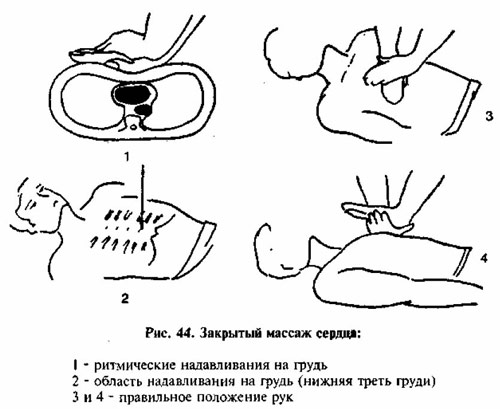 1
3
2
4
Рис. 44. Закрытый массаж сердца:
1 - ритмические надавливания на грудь
2 - область надавливания на грудь (нижняя треть груди)
3 и 4 - правильное положение рук